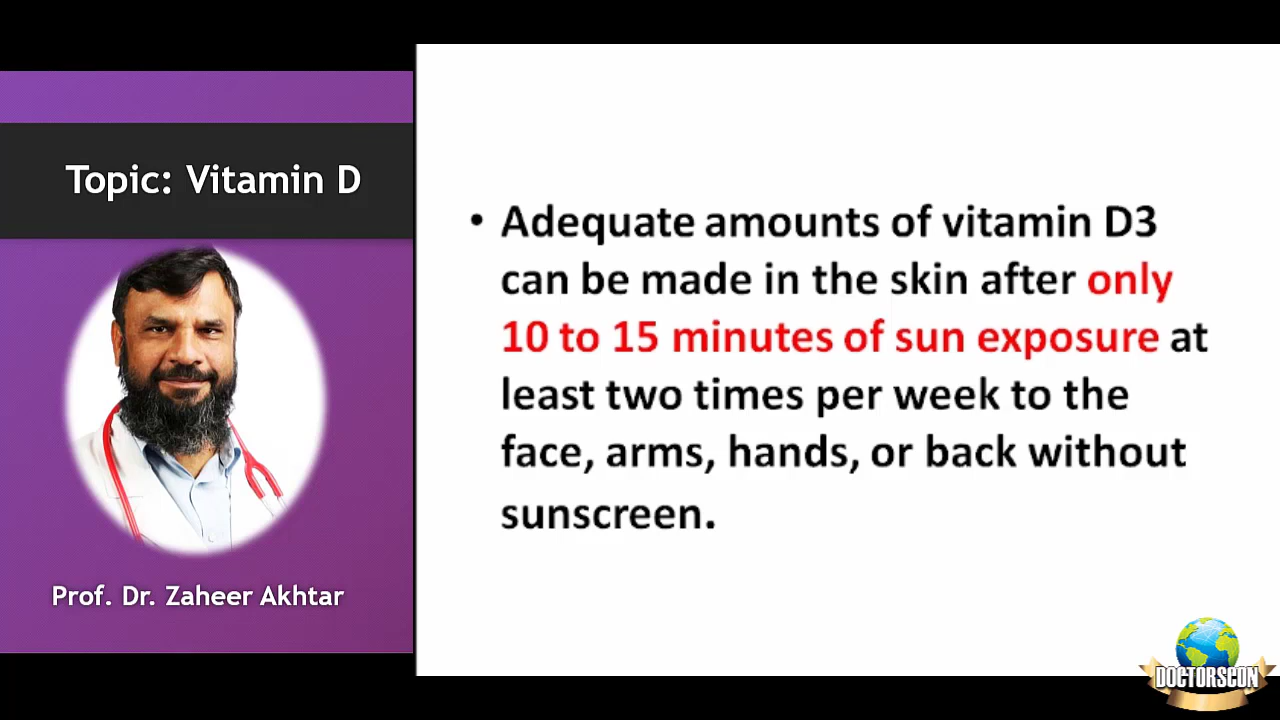 Topic: Vitamin D
Prof. Dr. Zaheer Akhtar
• Adequate amounts of vitamin D3
can be made in the skin after only
10 to 15 minutes of sun exposure at
least two times per week to the
face, arms, hands, or back without
sunscreen.
DOCTORSCON